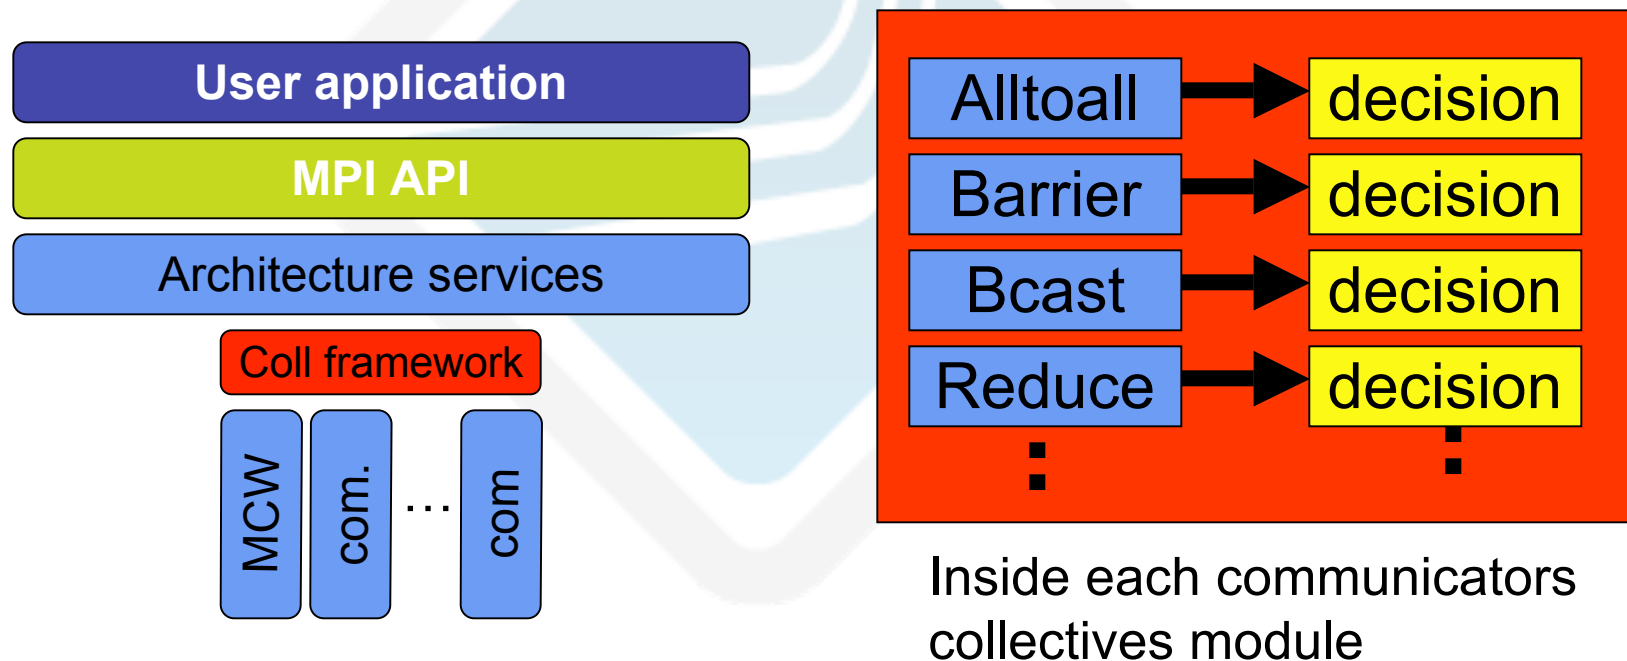 User application
MPI API
Architecture services
Coll framework
MCW
com.
...
com
Alltoall
decision
Barrier
decision
Bcast
decision
Reduce
decision
Inside each communicators
collectives module